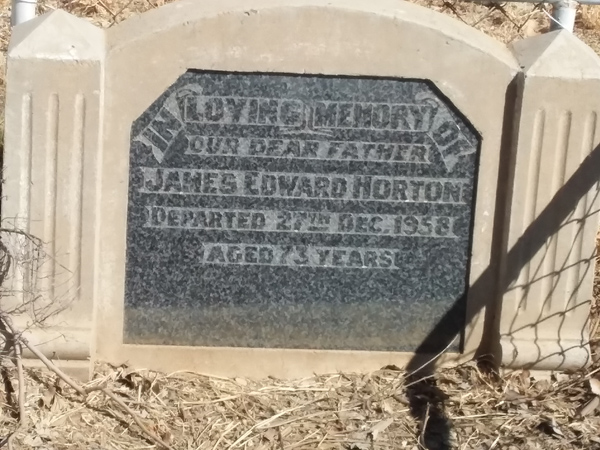 IN LOVING MEMORY OF
OUR DEAR FATHER
JAMES EDWARD HORTON
DEPARTED 27TH DEC. 1958
AGED 73 YEARS